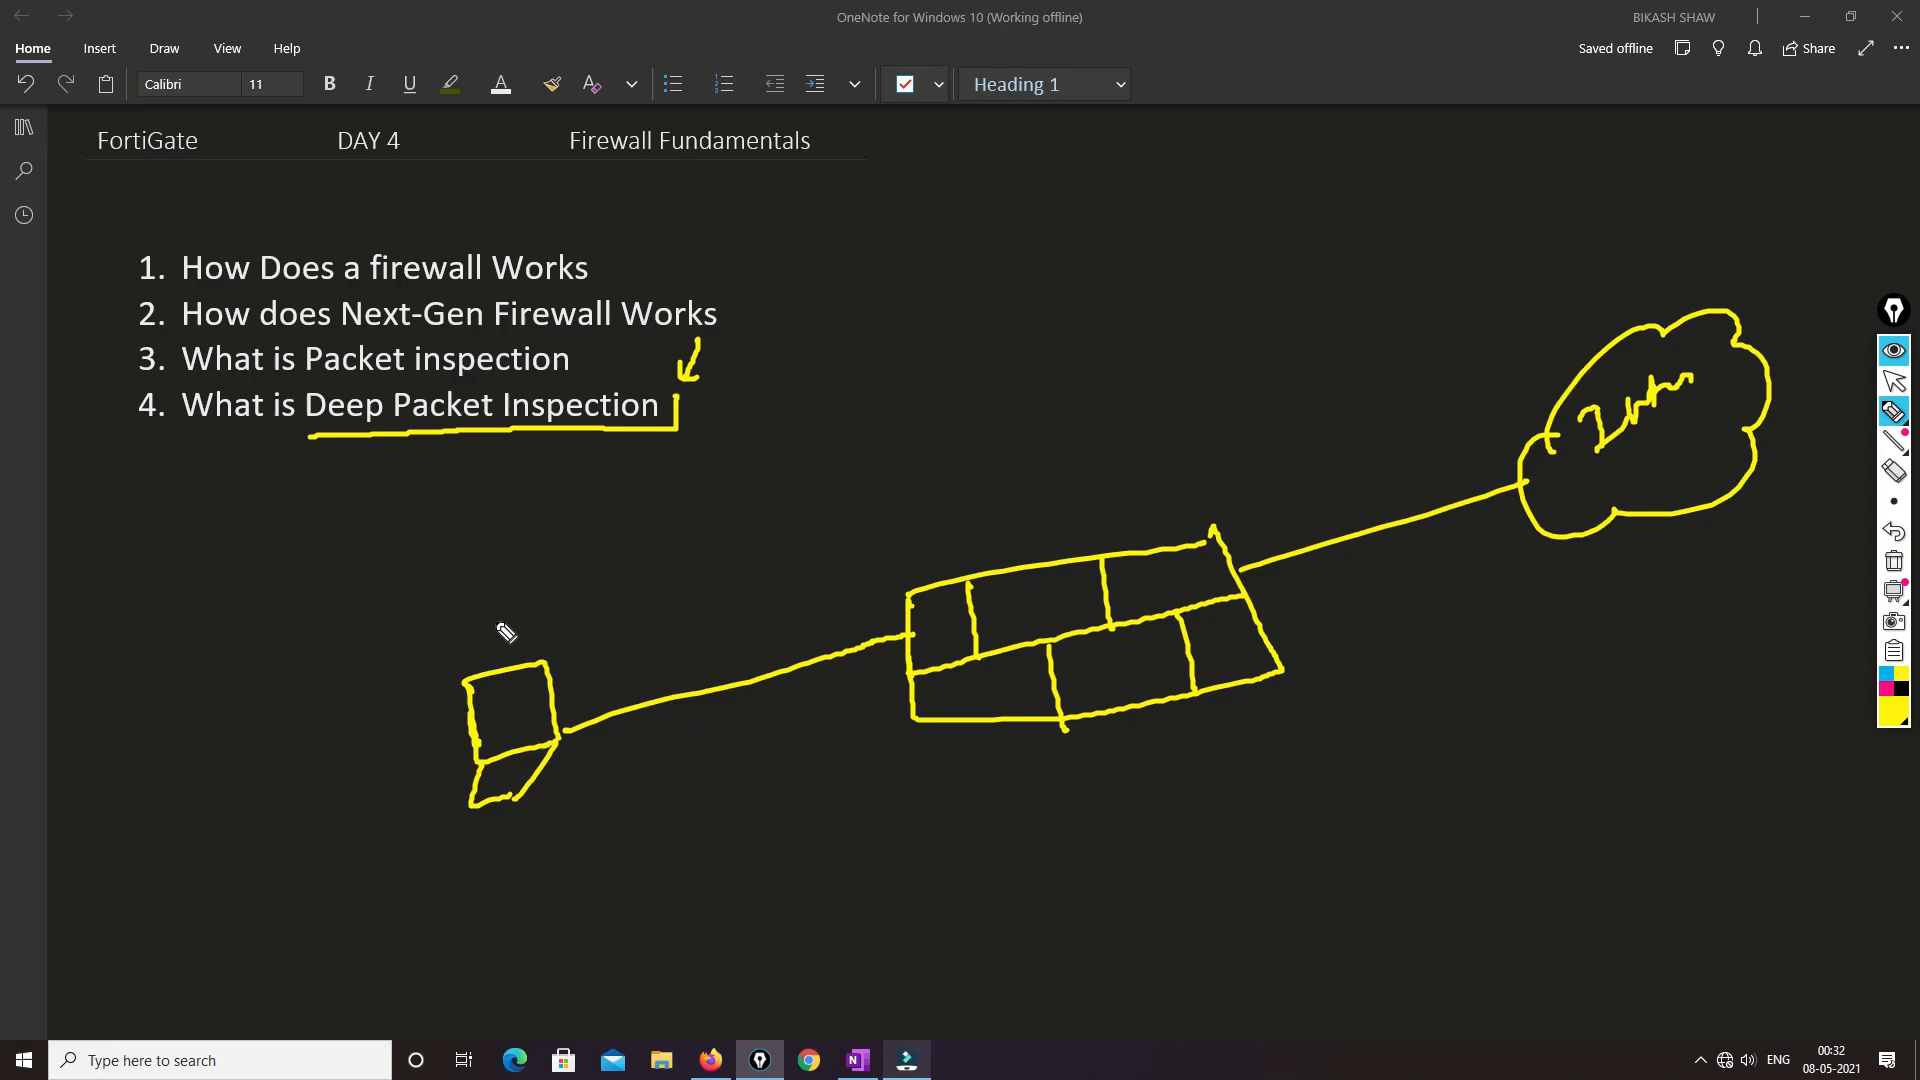 OneNote for Windows 10 (Working offline)
BIKASH SHAW
Home Insert Draw View Help
Saved offline
Share
Calibri 11 B I U A A
Heading 1
FortiGate DAY 4 Firewall Fundamentals
1. How Does a firewall Works
2. How does Next-Gen Firewall Works
3. What is Packet inspection
4. What is Deep Packet Inspection
Type here to search
ENG
00:32
08-05-2021